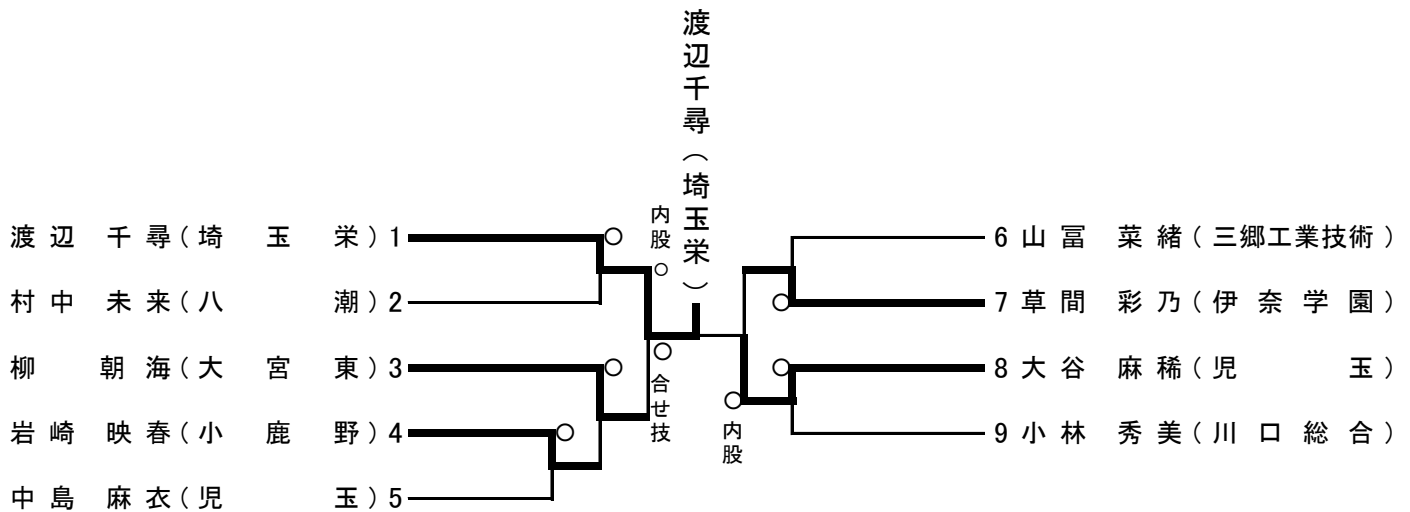 渡辺千尋（埼玉栄）
渡辺 千尋(埼 玉 栄)1
村中 未来(八 潮)2
柳 朝海(大 宮 東)3
岩崎 映春(小 鹿 野)4
中島 麻衣(児 玉)5
内股
○
○
○
○
○
合せ技
○
○
○
内股
6 山冨 菜緒(三郷工業技術)
7 草間 彩乃(伊奈学園)
8 大谷 麻稀(児 玉)
9 小林 秀美(川口総合)